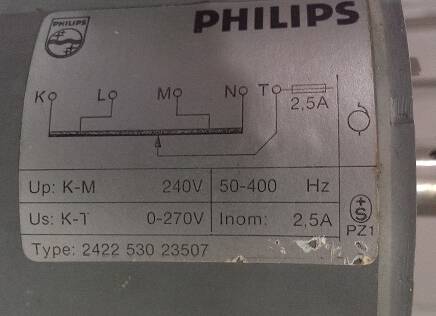 PHILIPS
PHILIPS
K L M N T
2,5A
Up: K-M 240V 50-400 Hz
Us: K-T 0-270V Inom: 2,5A
S
PZ1
Type: 2422 530 23507